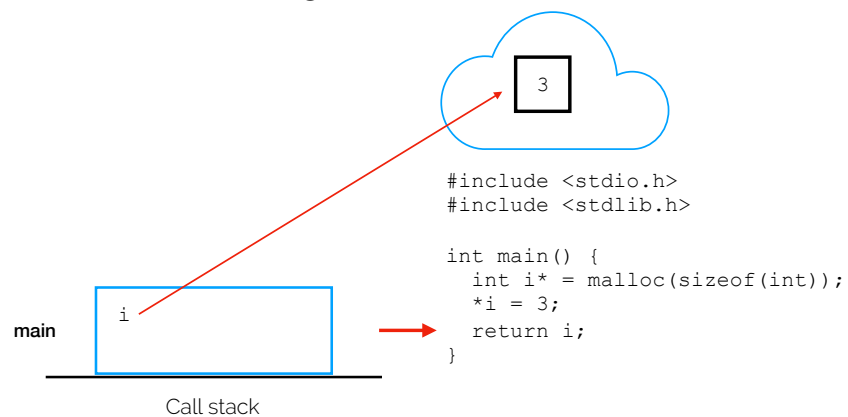 3
#include <stdio.h>
#include <stdlib.h>
int main() {
  int i* = malloc(sizeof(int));
  *i = 3;
  return i;
}
i
main
Call stack